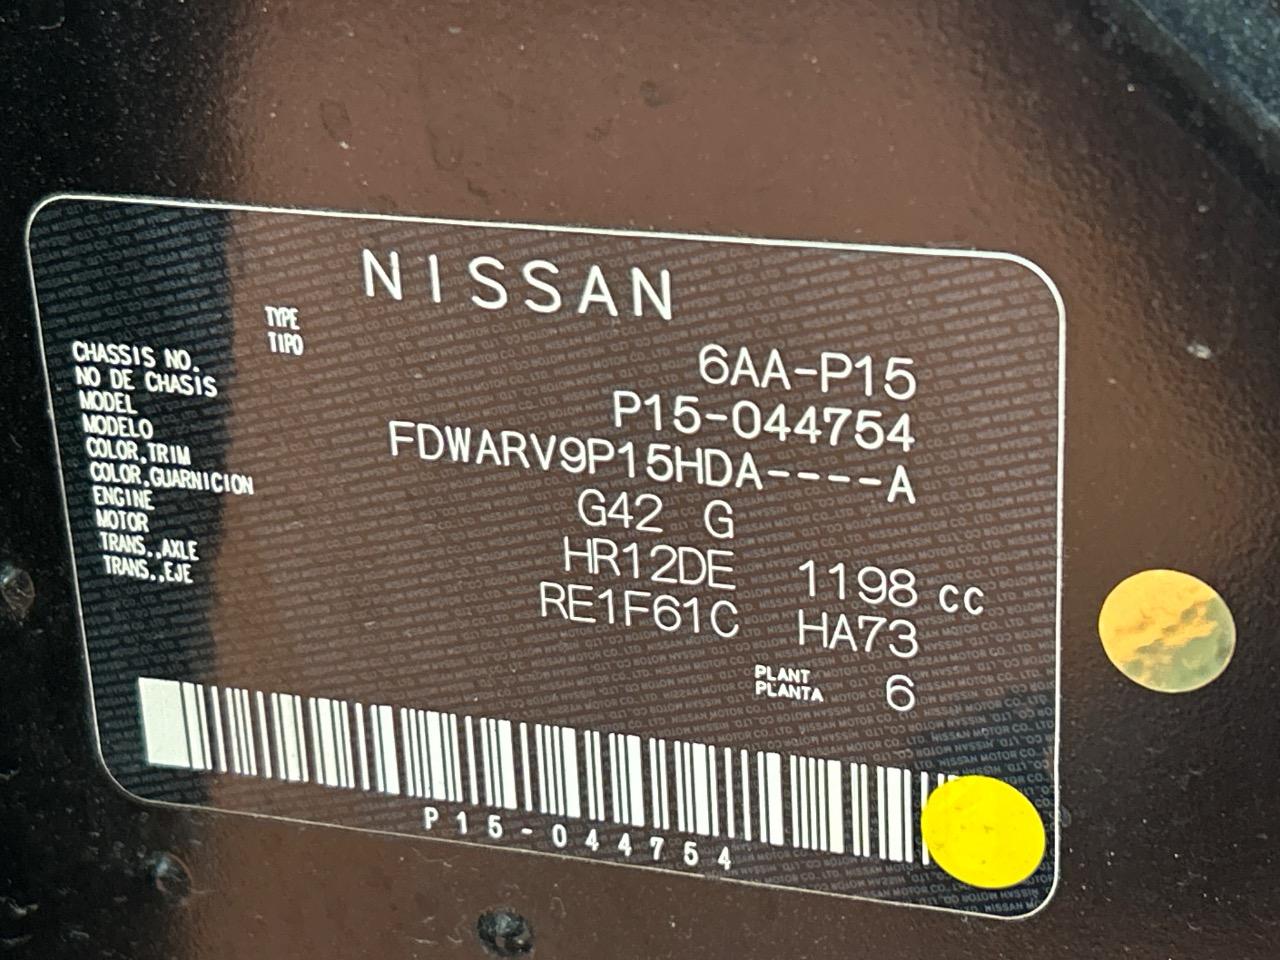 NISSAN
TYPE
TIPO
6AA-P15
CHASSIS NO.
NO DE CHASIS
P15-044754
MODEL
MODELO
FDWARV9P15HDA----A
COLOR,TRIM
COLOR,GUARNICION
G42 G
ENGINE
MOTOR
HR12DE 1198 cc
TRANS.,AXLE
TRANS.,EJE
RE1F61C HA73
PLANT
PLANTA
6
P15-044754